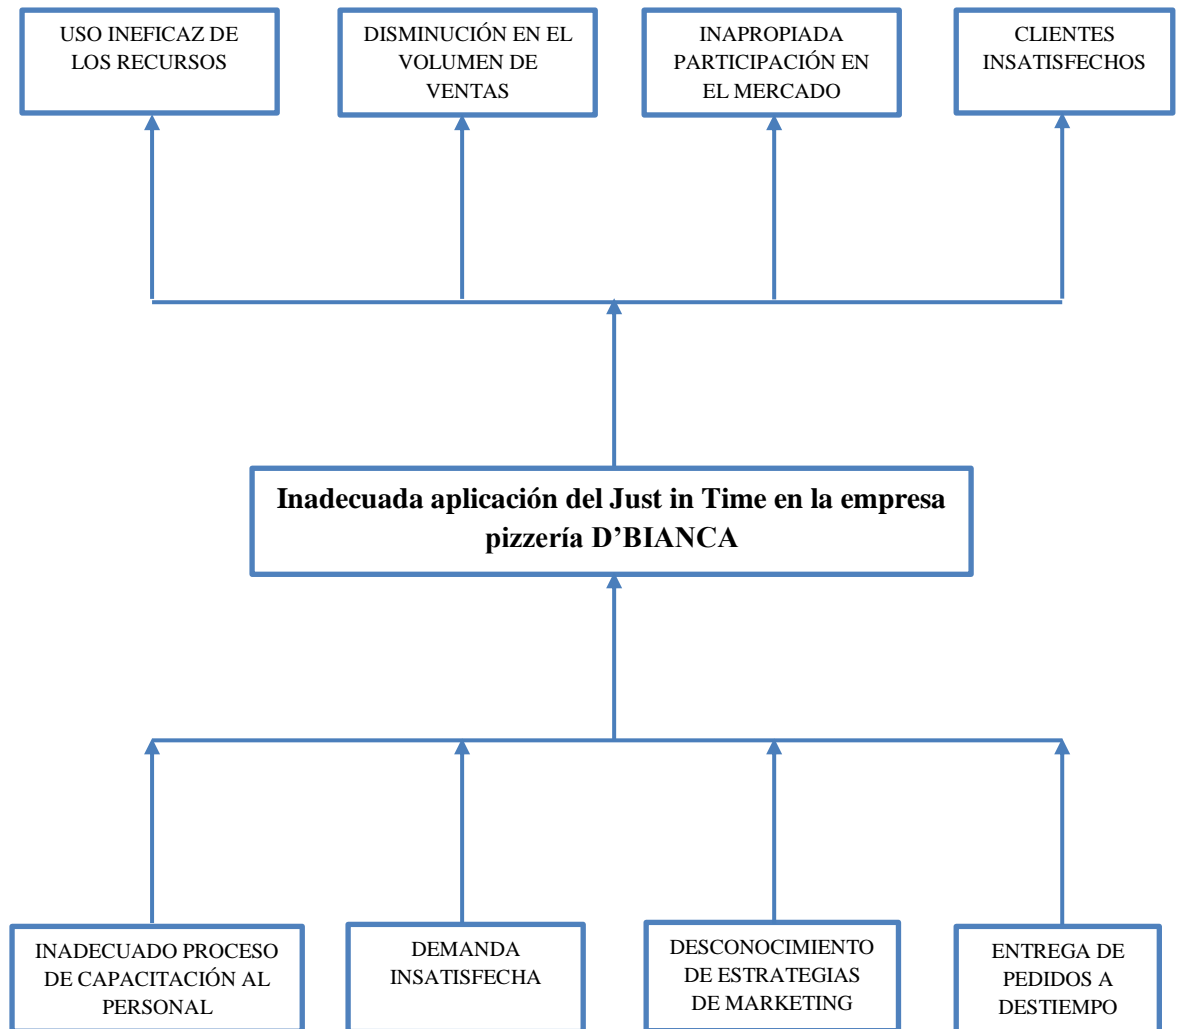 USO INEFICAZ DE
LOS RECURSOS
DISMINUCIÓN EN EL
VOLUMEN DE
VENTAS
INAPROPIADA
PARTICIPACIÓN EN
EL MERCADO
CLIENTES
INSATISFECHOS
Inadecuada aplicación del Just in Time en la empresa
pizzería D’BIANCA
INADECUADO PROCESO
DE CAPACITACIÓN AL
PERSONAL
DEMANDA
INSATISFECHA
DESCONOCIMIENTO
DE ESTRATEGIAS
DE MARKETING
ENTREGA DE
PEDIDOS A
DESTIEMPO